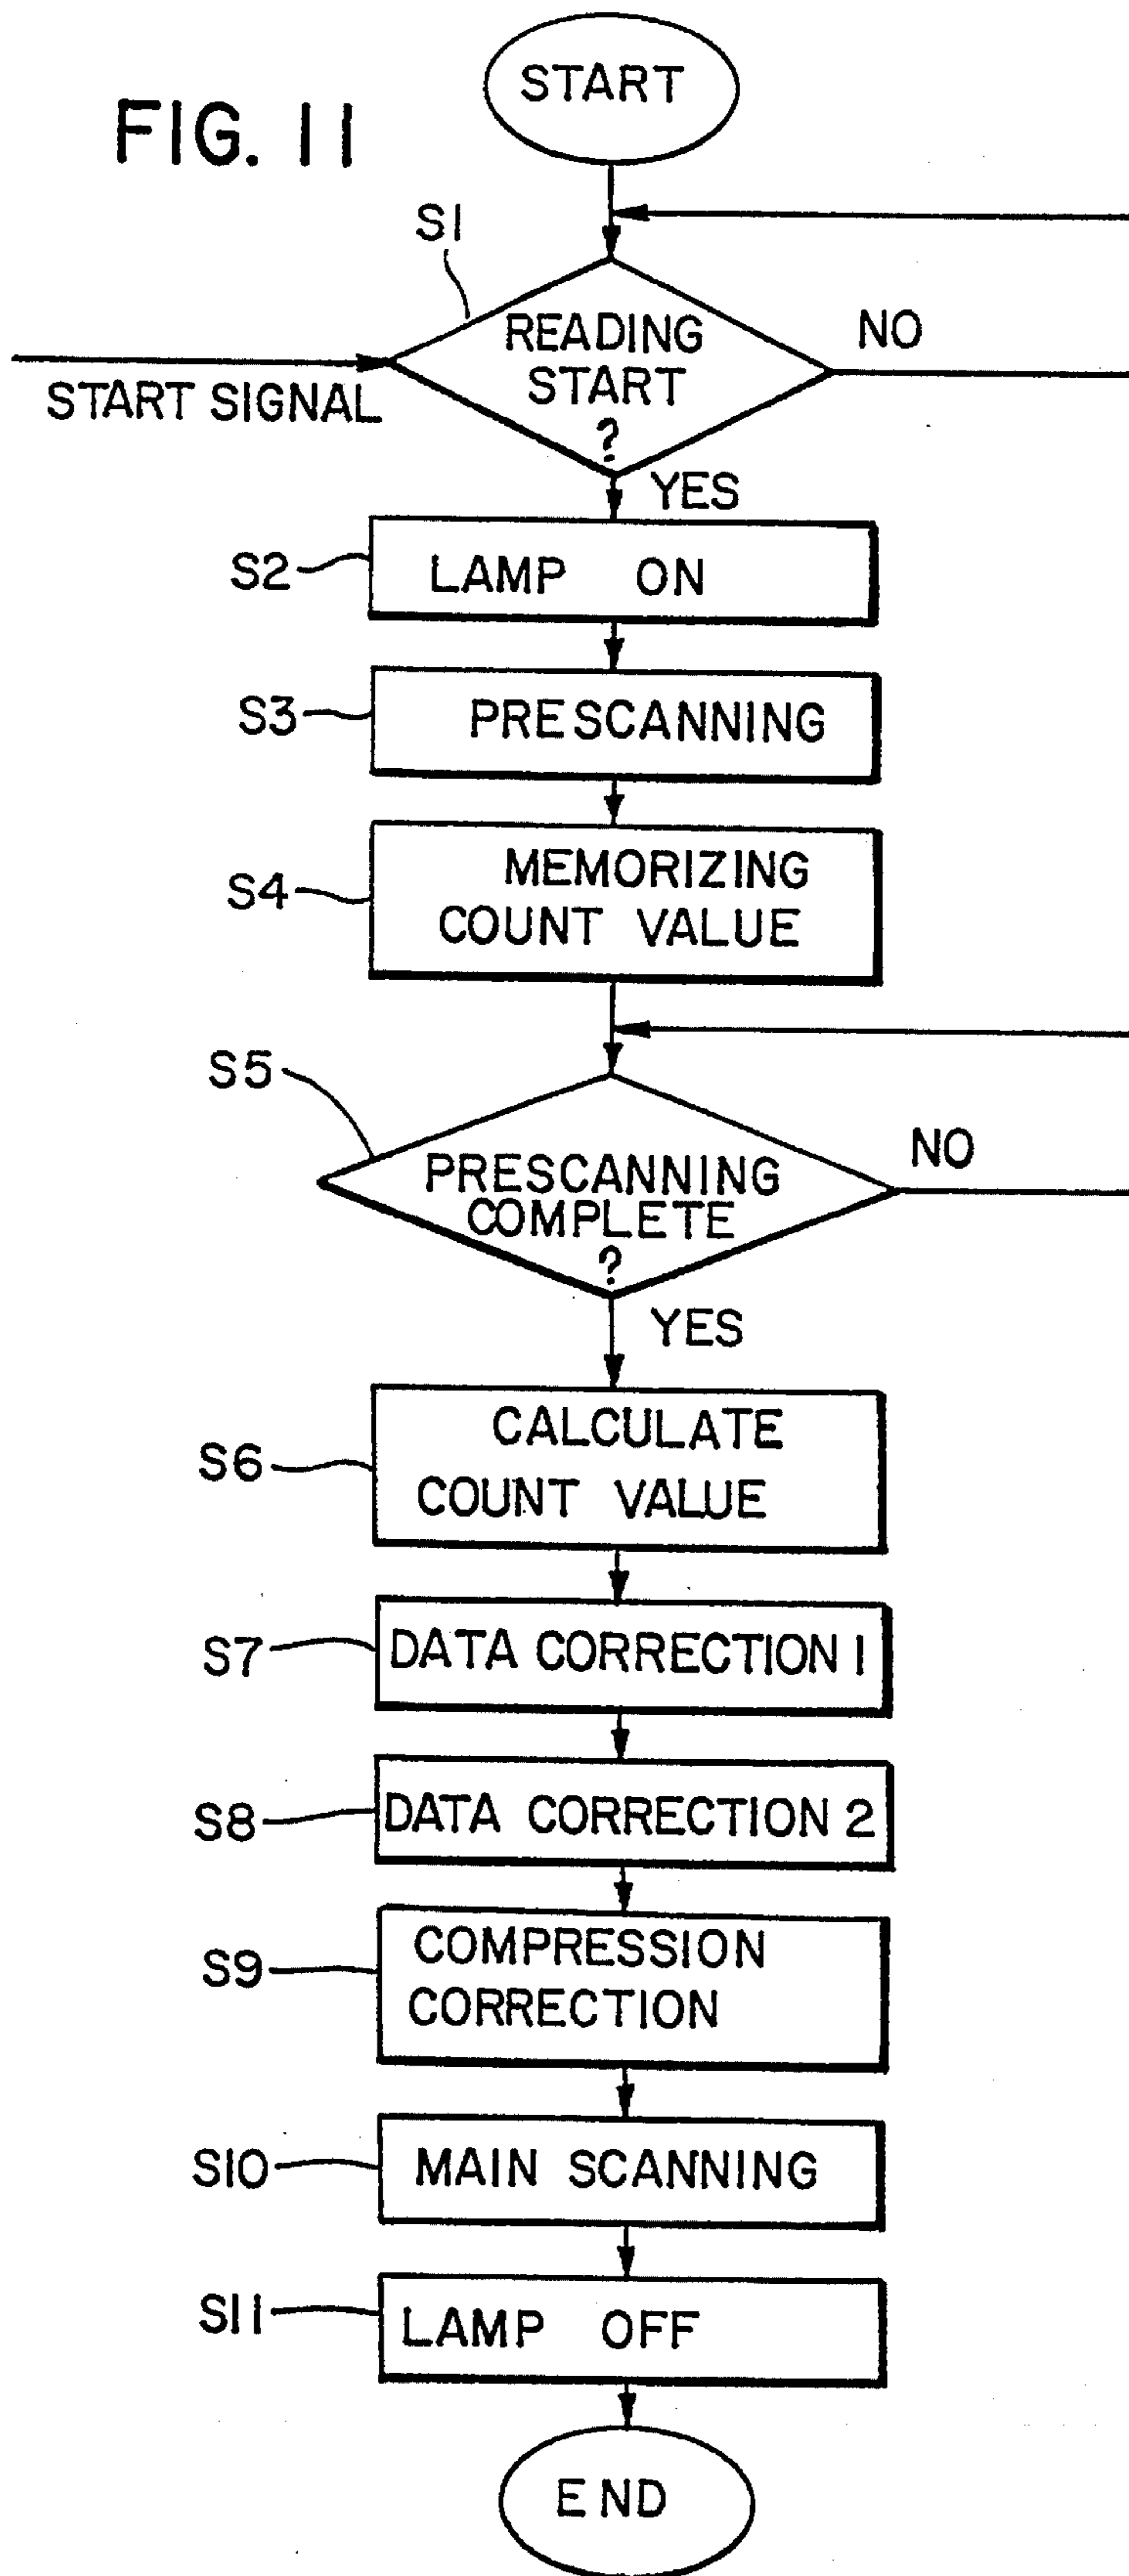 START
FIG. 11
S1
READING
START
?
NO
START SIGNAL
YES
S2
LAMP ON
S3
PRESCANNING
S4
MEMORIZING
COUNT VALUE
S5
PRESCANNING
COMPLETE
?
NO
YES
S6
CALCULATE
COUNT VALUE
S7
DATA CORRECTION 1
S8
DATA CORRECTION 2
S9
COMPRESSION
CORRECTION
S10
MAIN SCANNING
S11
LAMP OFF
END